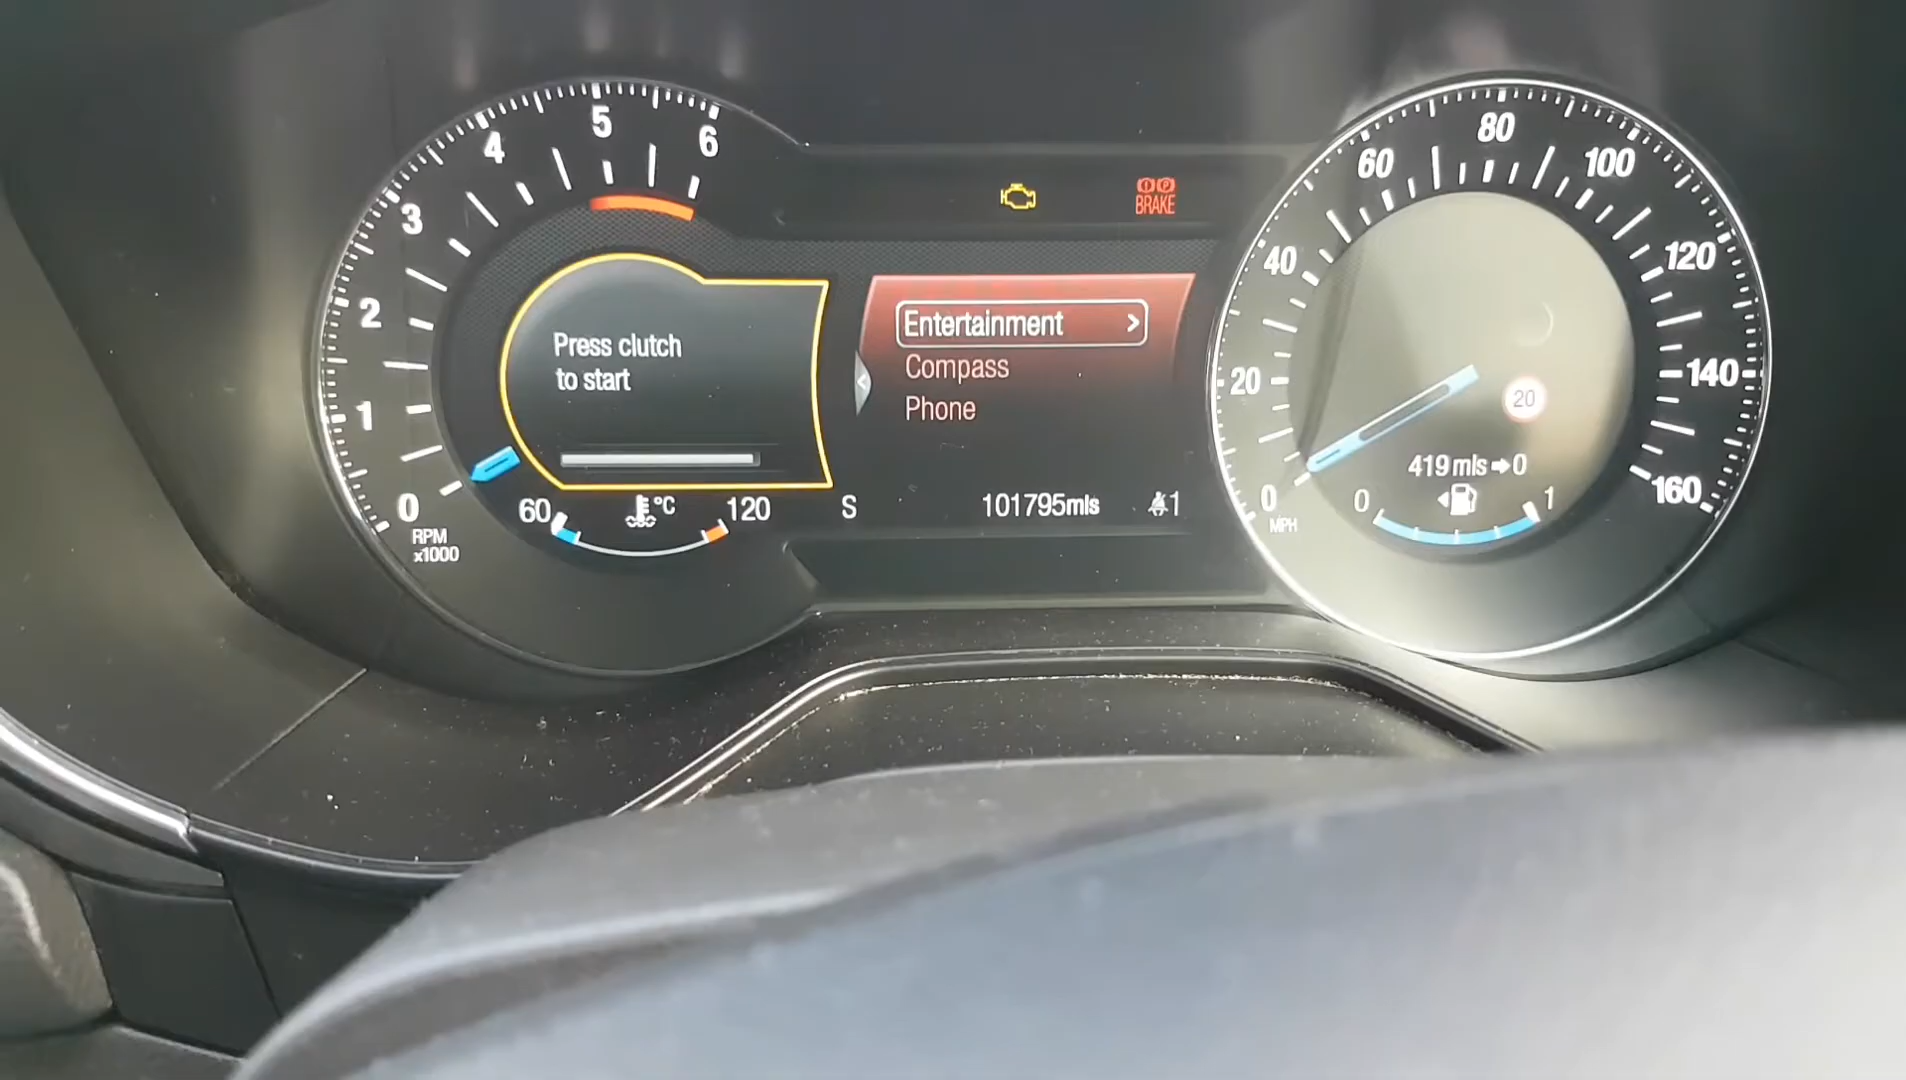 0
1
2
3
4
5
6
RPM
x1000
Press clutch
to start
60
°C
120
S
BRAKE
Entertainment >
Compass
Phone
101795mls
1
0
20
40
60
80
100
120
140
160
MPH
20
419 mls➔0
0
1